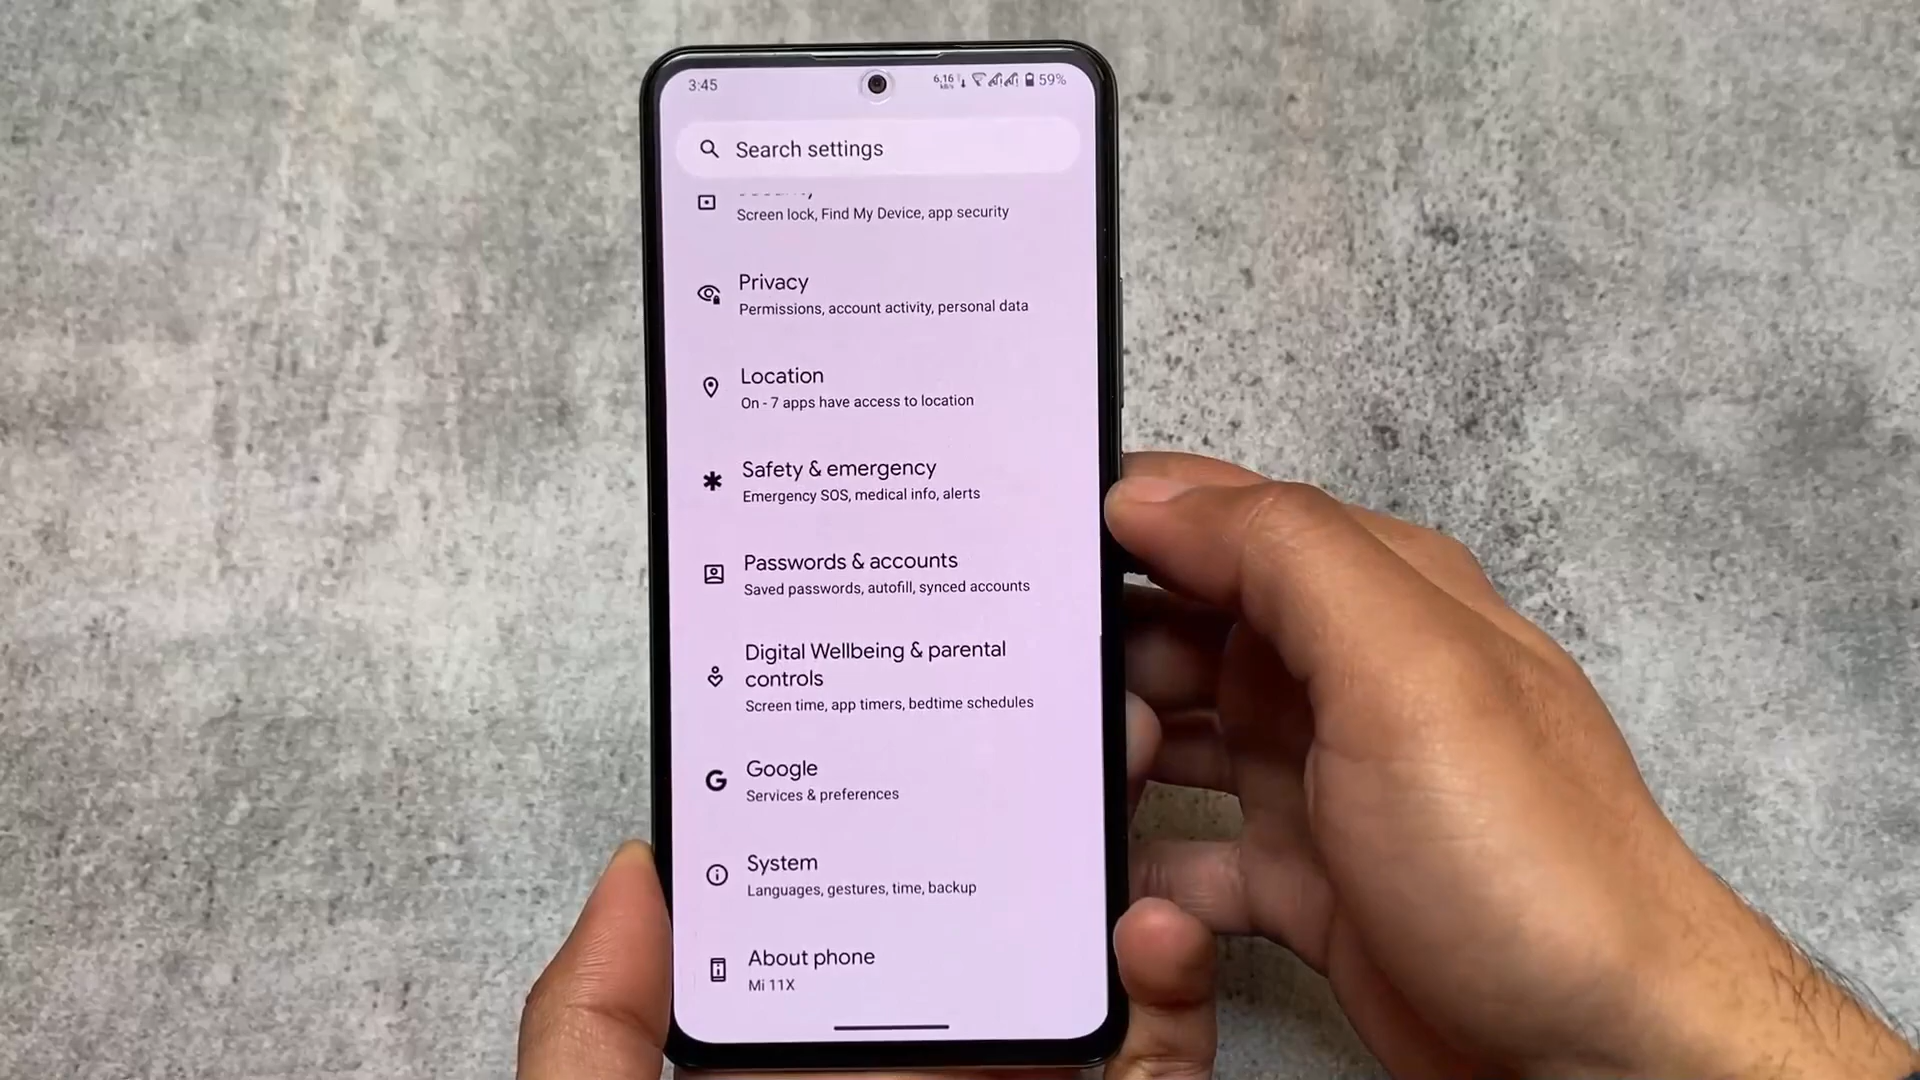 3:45
6.16
59%
Search settings
Screen lock, Find My Device, app security
Privacy
Permissions, account activity, personal data
Location
On - 7 apps have access to location
Safety & emergency
Emergency SOS, medical info, alerts
Passwords & accounts
Saved passwords, autofill, synced accounts
Digital Wellbeing & parental
controls
Screen time, app timers, bedtime schedules
Google
Services & preferences
System
Languages, gestures, time, backup
About phone
Mi 11X